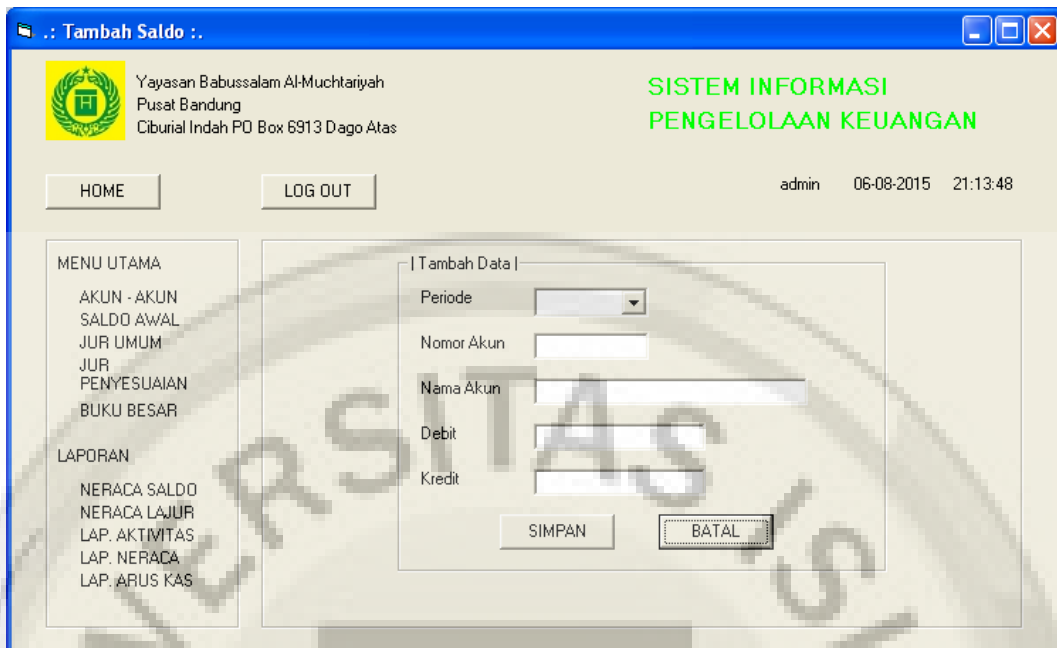 .: Tambah Saldo :.
Yayasan Babussalam Al-Muchtariyah
Pusat Bandung
Ciburial Indah PO Box 6913 Dago Atas
SISTEM INFORMASI
PENGELOLAAN KEUANGAN
HOME
LOG OUT
admin 06-08-2015 21:13:48
MENU UTAMA
AKUN - AKUN
SALDO AWAL
JUR UMUM
JUR
PENYESUAIAN
BUKU BESAR
LAPORAN
NERACA SALDO
NERACA LAJUR
LAP. AKTIVITAS
LAP. NERACA
LAP. ARUS KAS
| Tambah Data |
Periode
Nomor Akun
Nama Akun
Debit
Kredit
SIMPAN
BATAL
VERSITAS IS